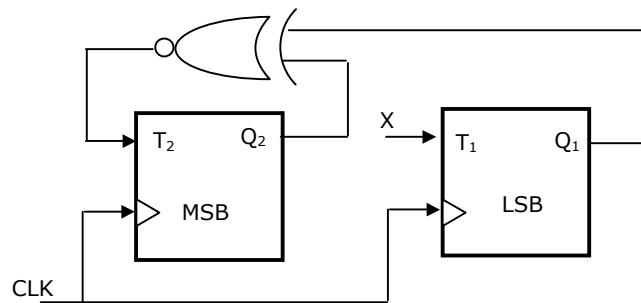 X
T₂ Q₂
T₁ Q₁
MSB
LSB
CLK